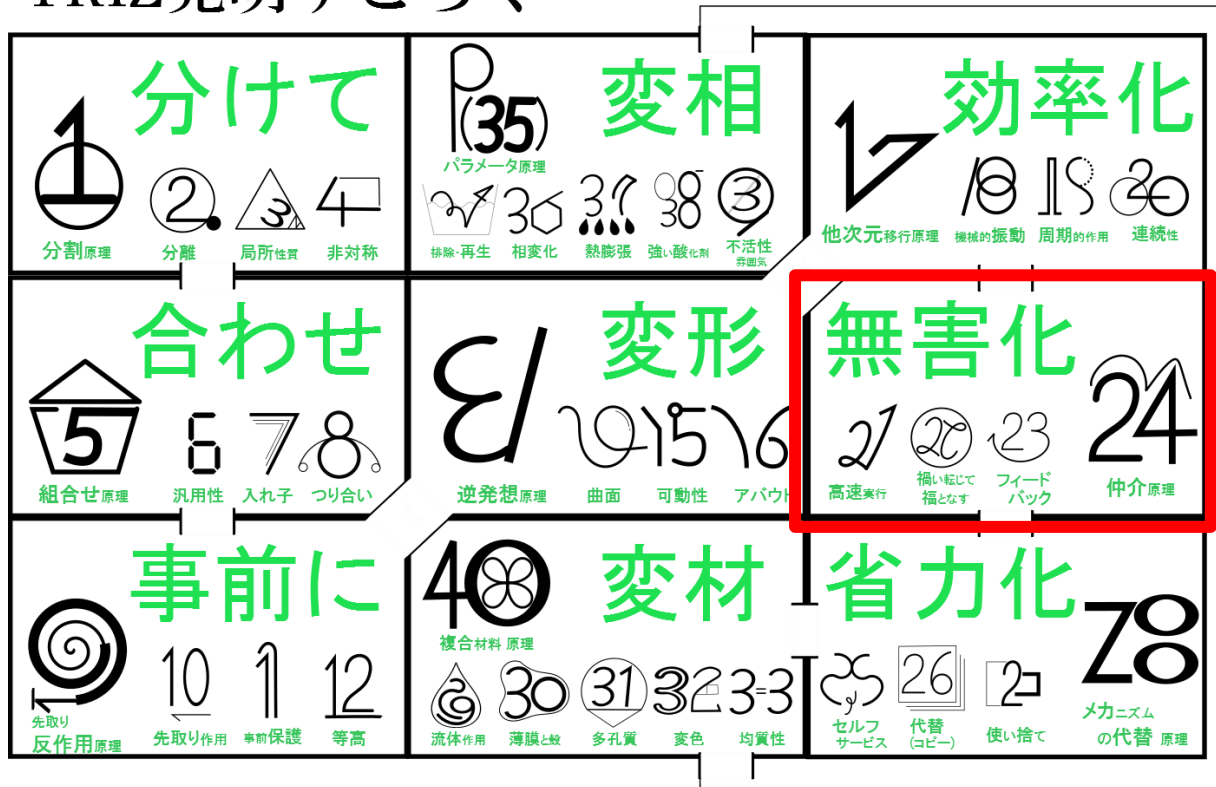 分けて
1
分割原理
2
分離
3
局所性質
4
非対称
変相
P(35)
パラメータ原理
34
排除・再生
36
相変化
37
熱膨張
38
強い酸化剤
39
不活性
雰囲気
効率化
17
他次元移行原理
18
機械的振動
19
周期的作用
20
連続性
合わせ
5
組合せ原理
6
汎用性
7
入れ子
8
つり合い
変形
13
逆発想原理
14
曲面
15
可動性
16
アバウト
無害化
21
高速実行
22
禍い転じて
福となす
23
フィード
バック
24
仲介原理
事前に
9
先取り
反作用原理
10
先取り作用
11
事前保護
12
等高
変材
40
複合材料 原理
29
流体作用
30
薄膜と殻
31
多孔質
32
変色
3=3
均質性
省力化
25
セルフ
サービス
26
代替
(コピー)
27
使い捨て
28
メカニズム
の代替 原理